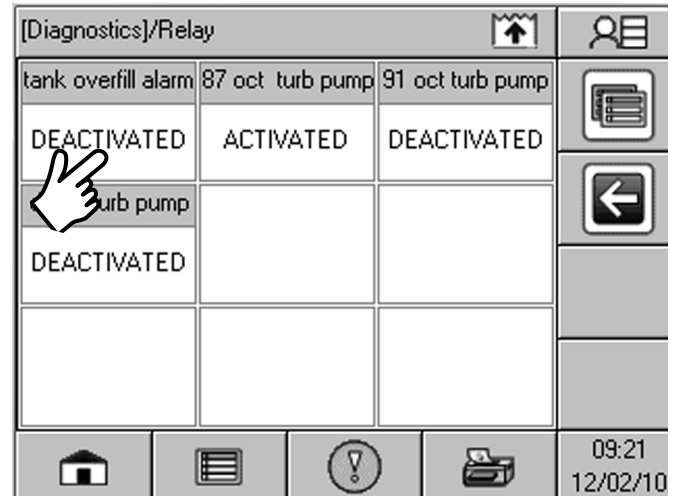 [Diagnostics]/Relay
tank overfill alarm 87 oct turb pump 91 oct turb pump
DEACTIVATED ACTIVATED DEACTIVATED
turb pump
DEACTIVATED
09:21
12/02/10